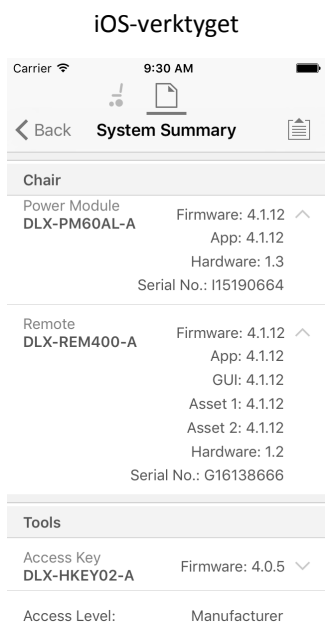 iOS-verktyget
Carrier 9:30 AM
Back System Summary
Chair
Power Module
DLX-PM60AL-A
Firmware: 4.1.12
App: 4.1.12
Hardware: 1.3
Serial No.: I15190664
Remote
DLX-REM400-A
Firmware: 4.1.12
App: 4.1.12
GUI: 4.1.12
Asset 1: 4.1.12
Asset 2: 4.1.12
Hardware: 1.2
Serial No.: G16138666
Tools
Access Key
DLX-HKEY02-A
Firmware: 4.0.5
Access Level: Manufacturer